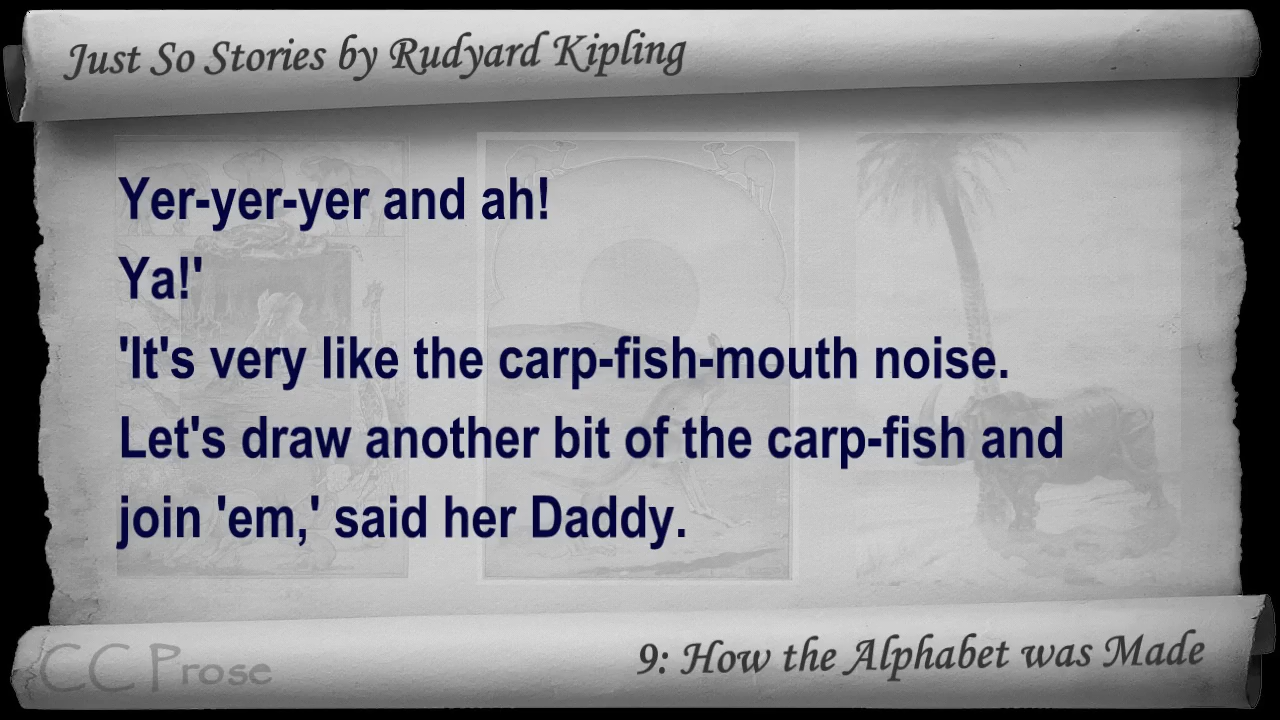 Just So Stories by Rudyard Kipling
Yer-yer-yer and ah!
Ya!'
'It's very like the carp-fish-mouth noise.
Let's draw another bit of the carp-fish and
join 'em,' said her Daddy.
9: How the Alphabet was Made
CC Prose